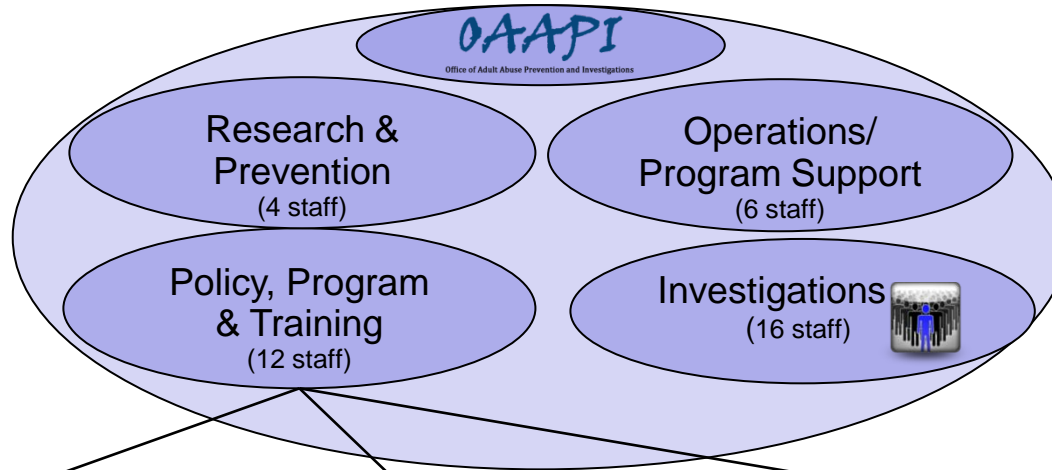 OAAPI
Office of Adult Abuse Prevention and Investigations
Research &
Prevention
(4 staff)
Operations/
Program Support
(6 staff)
Policy, Program
& Training
(12 staff)
Investigations
(16 staff)